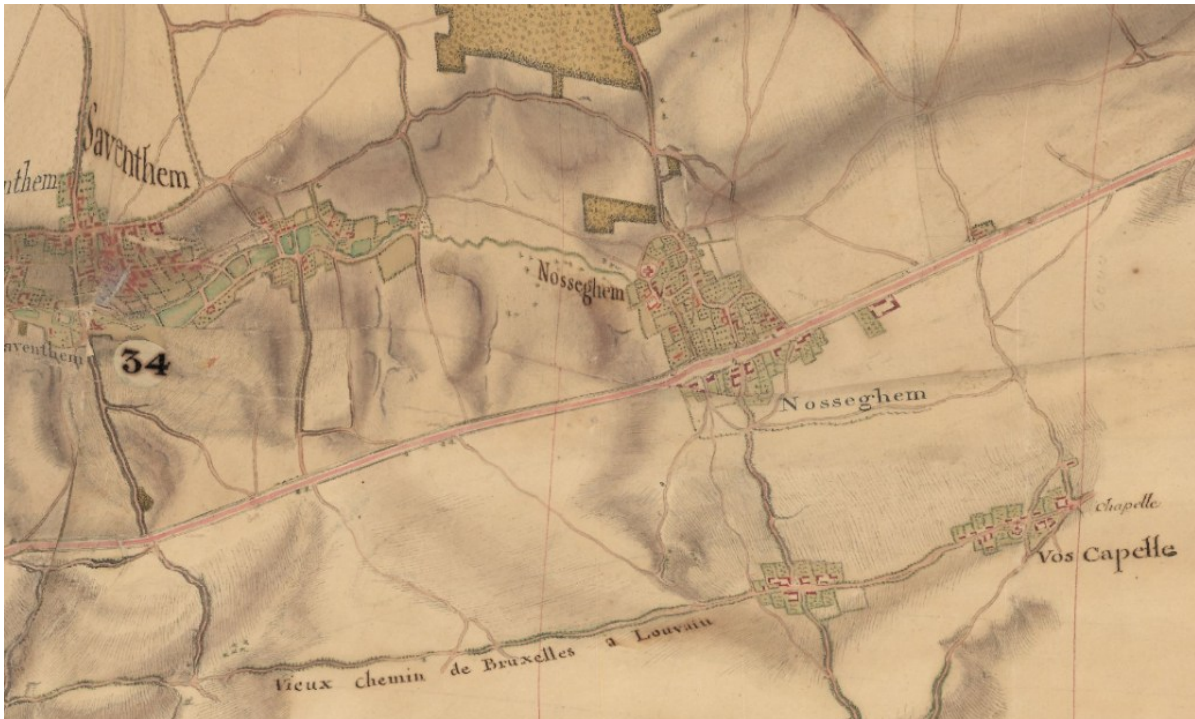 Saventhem
nthem
Nosseghem
aventhem
34
Nosseghem
Chapelle
Vos Capelle
Vieux chemin de Bruxelles a Louvain